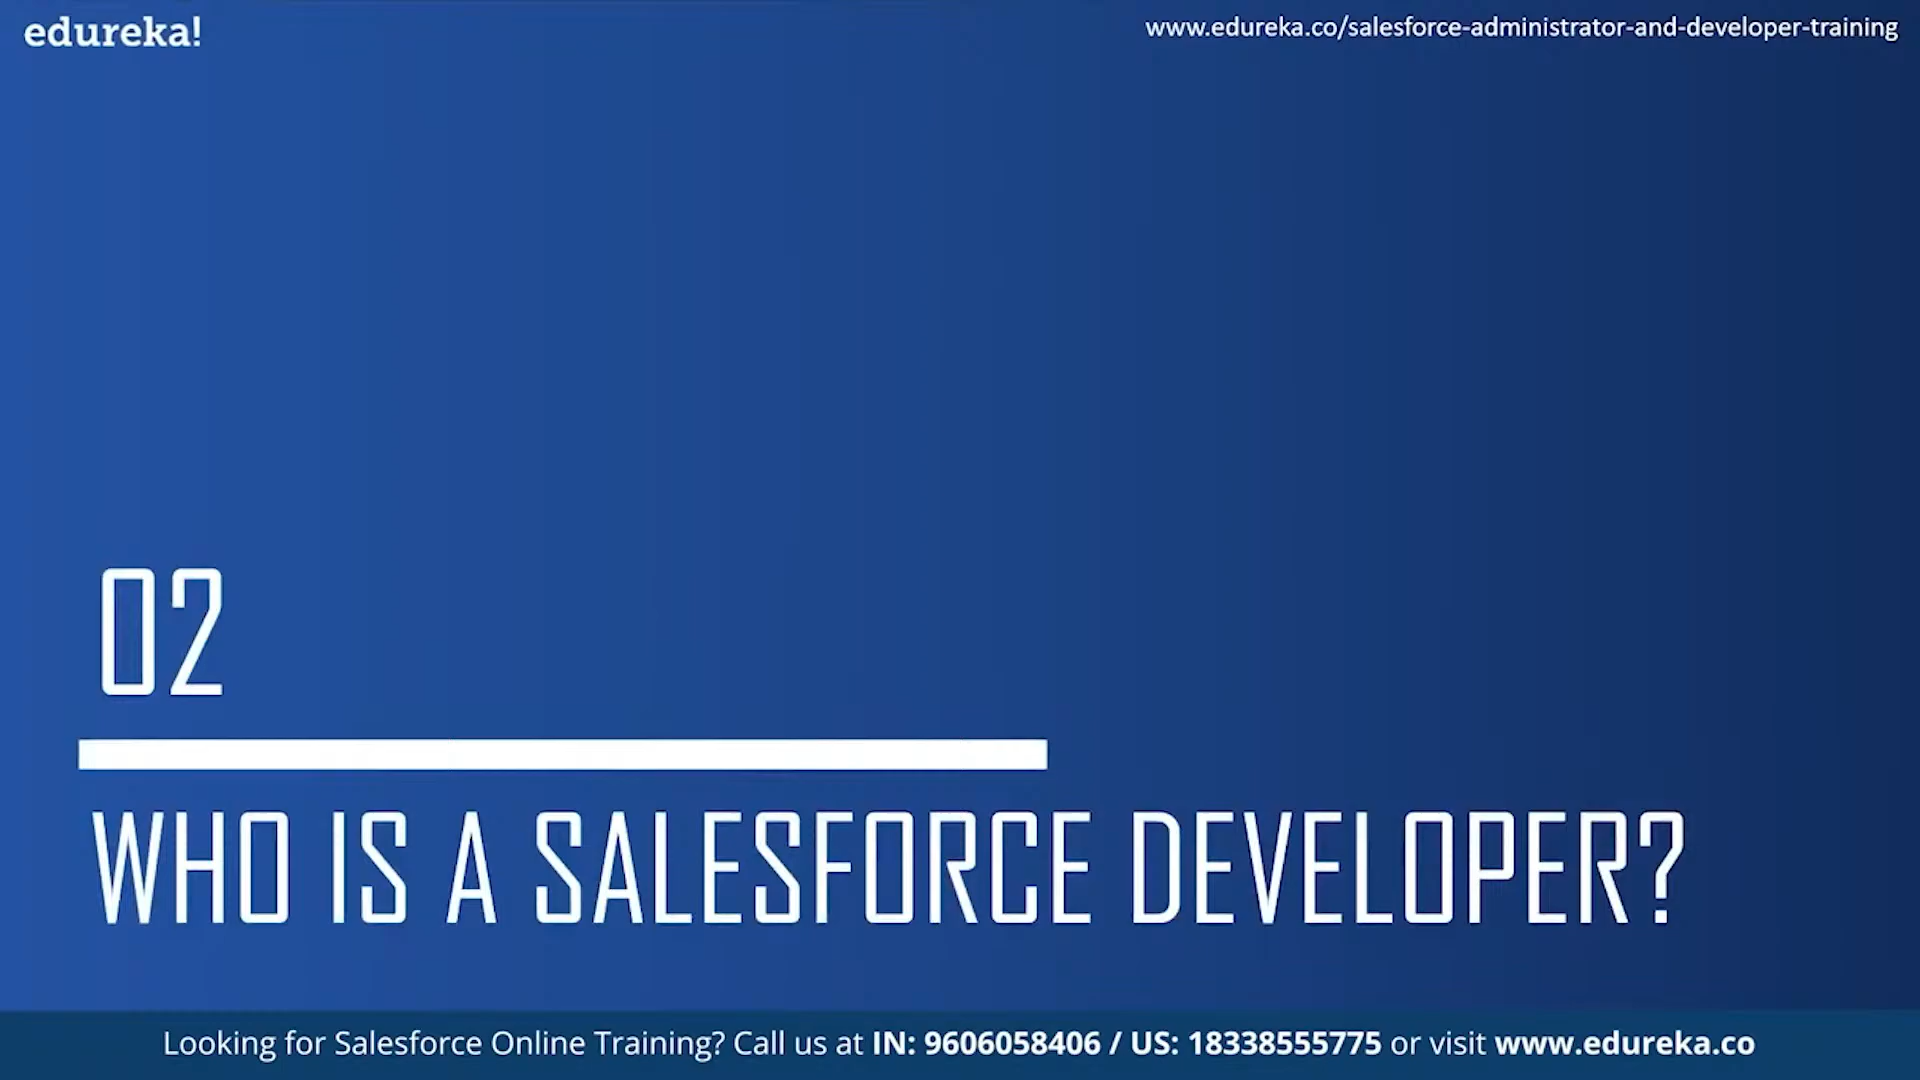 edureka!
www.edureka.co/salesforce-administrator-and-developer-training
02
WHO IS A SALESFORCE DEVELOPER?
Looking for Salesforce Online Training? Call us at IN: 9606058406 / US: 18338555775 or visit www.edureka.co